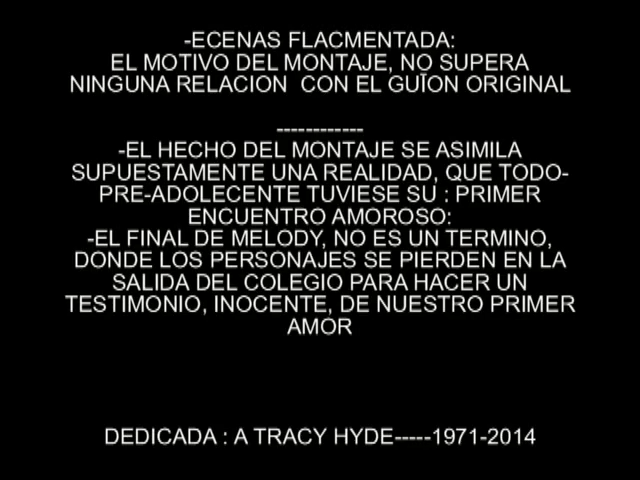 -ECENAS FLACMENTADA:
EL MOTIVO DEL MONTAJE, NO SUPERA
NINGUNA RELACION  CON EL GUĪON ORIGINAL
------------
-EL HECHO DEL MONTAJE SE ASIMILA
SUPUESTAMENTE UNA REALIDAD, QUE TODO-
PRE-ADOLECENTE TUVIESE SU : PRIMER
ENCUENTRO AMOROSO:
-EL FINAL DE MELODY, NO ES UN TERMINO,
DONDE LOS PERSONAJES SE PIERDEN EN LA
SALIDA DEL COLEGIO PARA HACER UN
TESTIMONIO, INOCENTE, DE NUESTRO PRIMER
AMOR
DEDICADA : A TRACY HYDE-----1971-2014